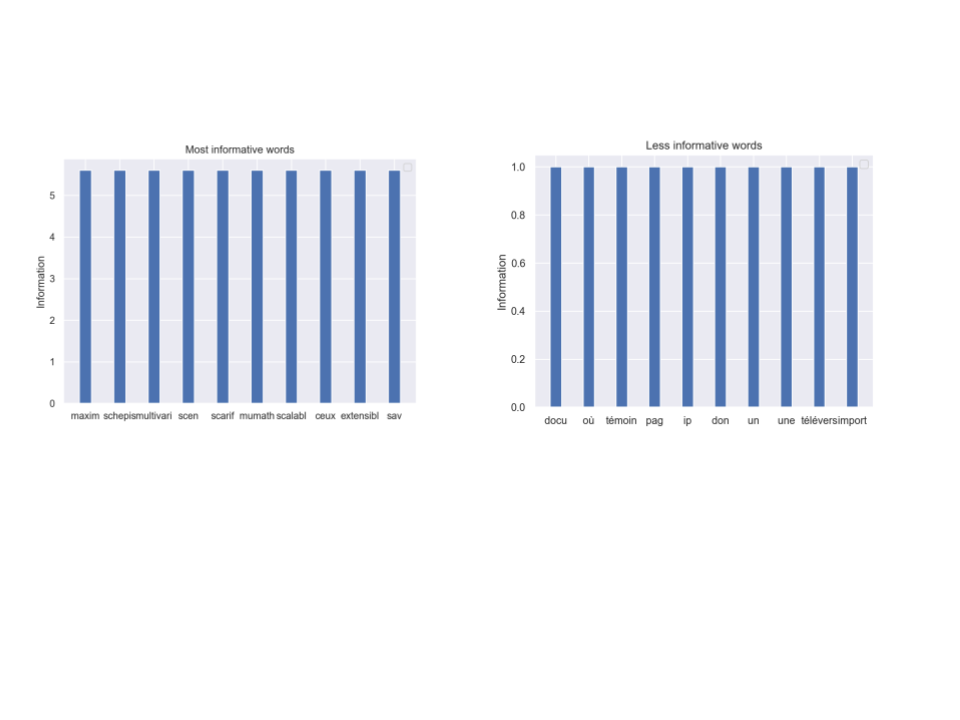 Most informative words
Information
5
4
3
2
1
0
maxim schepismultivari scen scarif mumath scalabl ceux extensibl sav
Less informative words
Information
1.0
0.8
0.6
0.4
0.2
0.0
docu où témoin pag ip don un une téléversimport